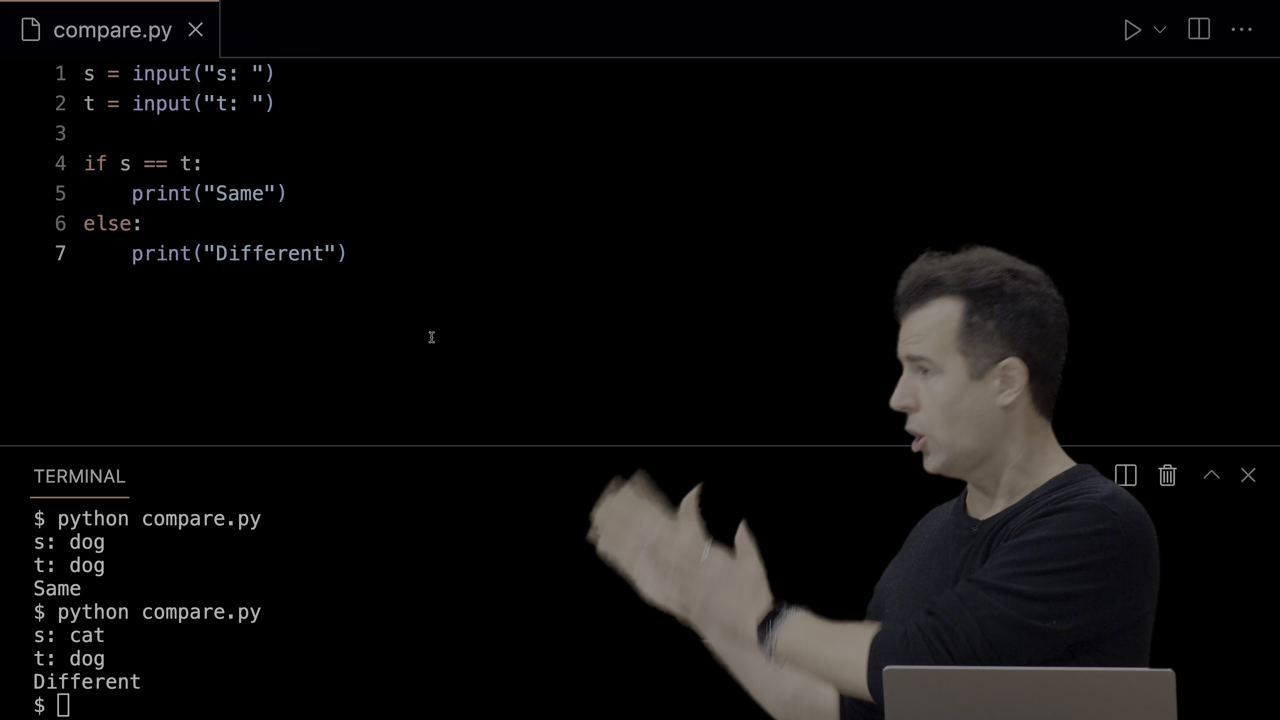 compare.py
1 s = input("s: ")
2 t = input("t: ")
3
4 if s == t:
5     print("Same")
6 else:
7     print("Different")
TERMINAL
$ python compare.py
s: dog
t: dog
Same
$ python compare.py
s: cat
t: dog
Different
$